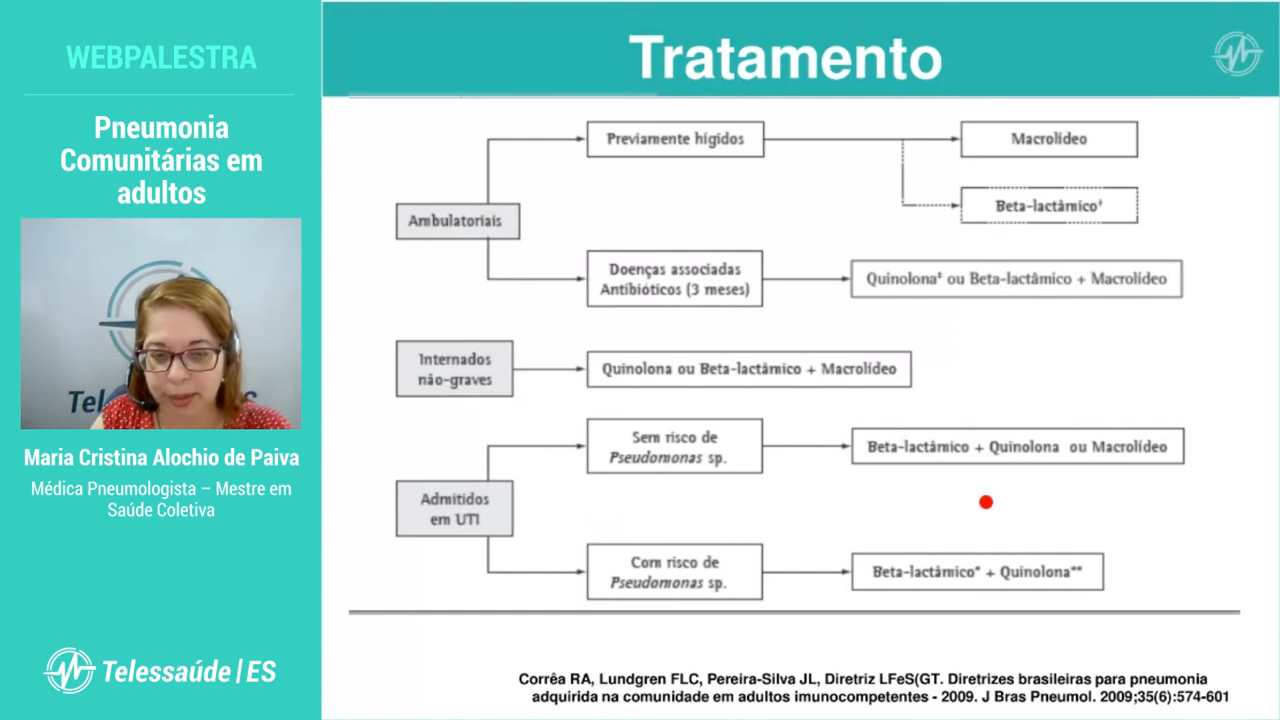 WEBPALESTRA
Pneumonia
Comunitárias em
adultos
Tel
ES
Maria Cristina Alochio de Paiva
Médica Pneumologista – Mestre em
Saúde Coletiva
Telessaúde|ES
Tratamento
Previamente hígidos
Macrolídeo
Beta-lactâmico†
Ambulatoriais
Doenças associadas
Antibióticos (3 meses)
Quinolona‡ ou Beta-lactâmico + Macrolídeo
Internados
não-graves
Quinolona ou Beta-lactâmico + Macrolídeo
Sem risco de
Pseudomonas sp.
Beta-lactâmico + Quinolona ou Macrolídeo
Admitidos
em UTI
Com risco de
Pseudomonas sp.
Beta-lactâmico* + Quinolona**
Corrêa RA, Lundgren FLC, Pereira-Silva JL, Diretriz LFeS(GT. Diretrizes brasileiras para pneumonia
adquirida na comunidade em adultos imunocompetentes - 2009. J Bras Pneumol. 2009;35(6):574-601